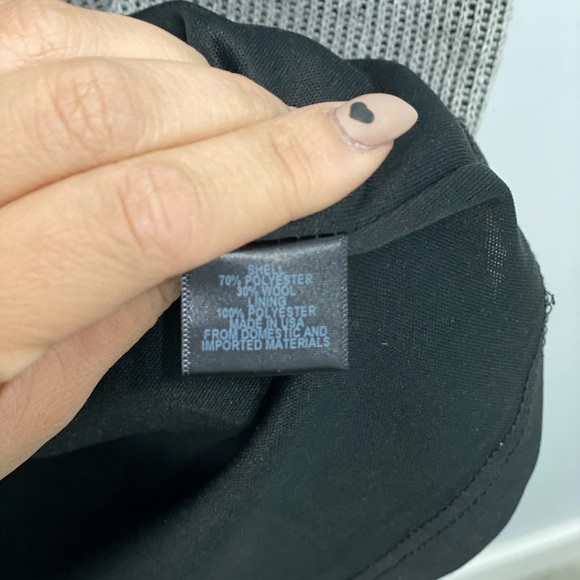 SHELL
70% POLYESTER
30% WOOL
LINING
100% POLYESTER
MADE IN USA
FROM DOMESTIC AND
IMPORTED MATERIALS